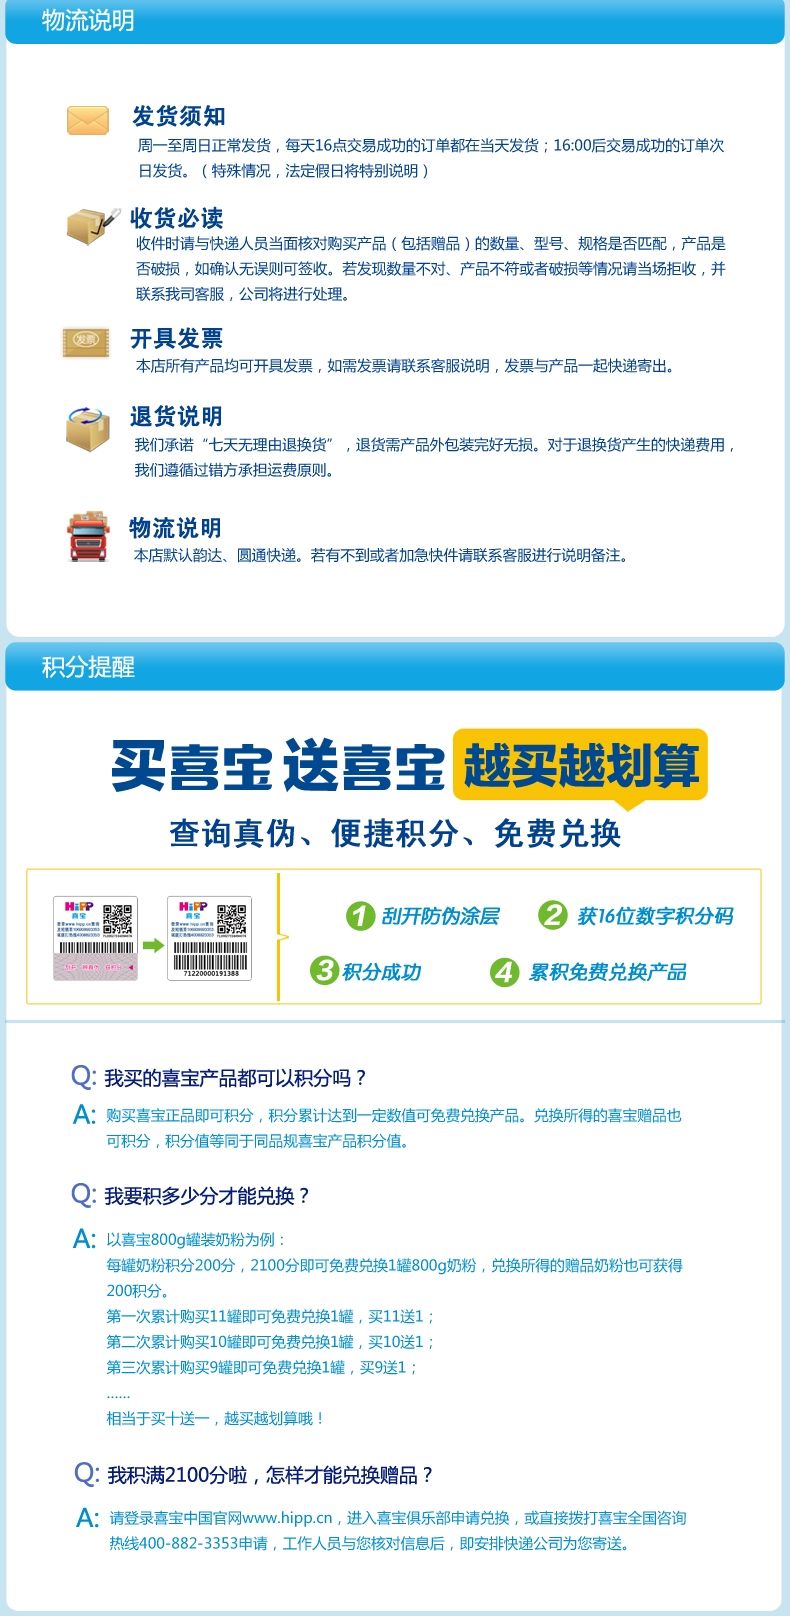 物流说明
发货须知
周一至周日正常发货，每天16点交易成功的订单都在当天发货；16:00后交易成功的订单次
日发货。（特殊情况，法定假日将特别说明）
收货必读
收件时请与快递人员当面核对购买产品（包括赠品）的数量、型号、规格是否匹配，产品是
否破损，如确认无误则可签收。若发现数量不对、产品不符或者破损等情况请当场拒收，并
联系我司客服，公司将进行处理。
发票
开具发票
本店所有产品均可开具发票，如需发票请联系客服说明，发票与产品一起快递寄出。
退货说明
我们承诺“七天无理由退换货”，退货需产品外包装完好无损。对于退换货产生的快递费用，
我们遵循过错方承担运费原则。
物流说明
本店默认韵达、圆通快递。若有不到或者加急快件请联系客服进行说明备注。
积分提醒
买喜宝 送喜宝 越买越划算
查询真伪、便捷积分、免费兑换
HiPP
喜宝
HiPP
喜宝
71220000191388
1 刮开防伪涂层
2 获16位数字积分码
3 积分成功
4 累积免费兑换产品
Q: 我买的喜宝产品都可以积分吗？
A: 购买喜宝正品即可积分，积分累计达到一定数值可免费兑换产品。兑换所得的喜宝赠品也
可积分，积分值等同于同品规喜宝产品积分值。
Q: 我要积多少分才能兑换？
A: 以喜宝800g罐装奶粉为例：
每罐奶粉积分200分，2100分即可免费兑换1罐800g奶粉，兑换所得的赠品奶粉也可获得
200积分。
第一次累计购买11罐即可免费兑换1罐，买11送1；
第二次累计购买10罐即可免费兑换1罐，买10送1；
第三次累计购买9罐即可免费兑换1罐，买9送1；
......
相当于买十送一，越买越划算哦！
Q: 我积满2100分啦，怎样才能兑换赠品？
A: 请登录喜宝中国官网www.hipp.cn，进入喜宝俱乐部申请兑换，或直接拨打喜宝全国咨询
热线400-882-3353申请，工作人员与您核对信息后，即安排快递公司为您寄送。